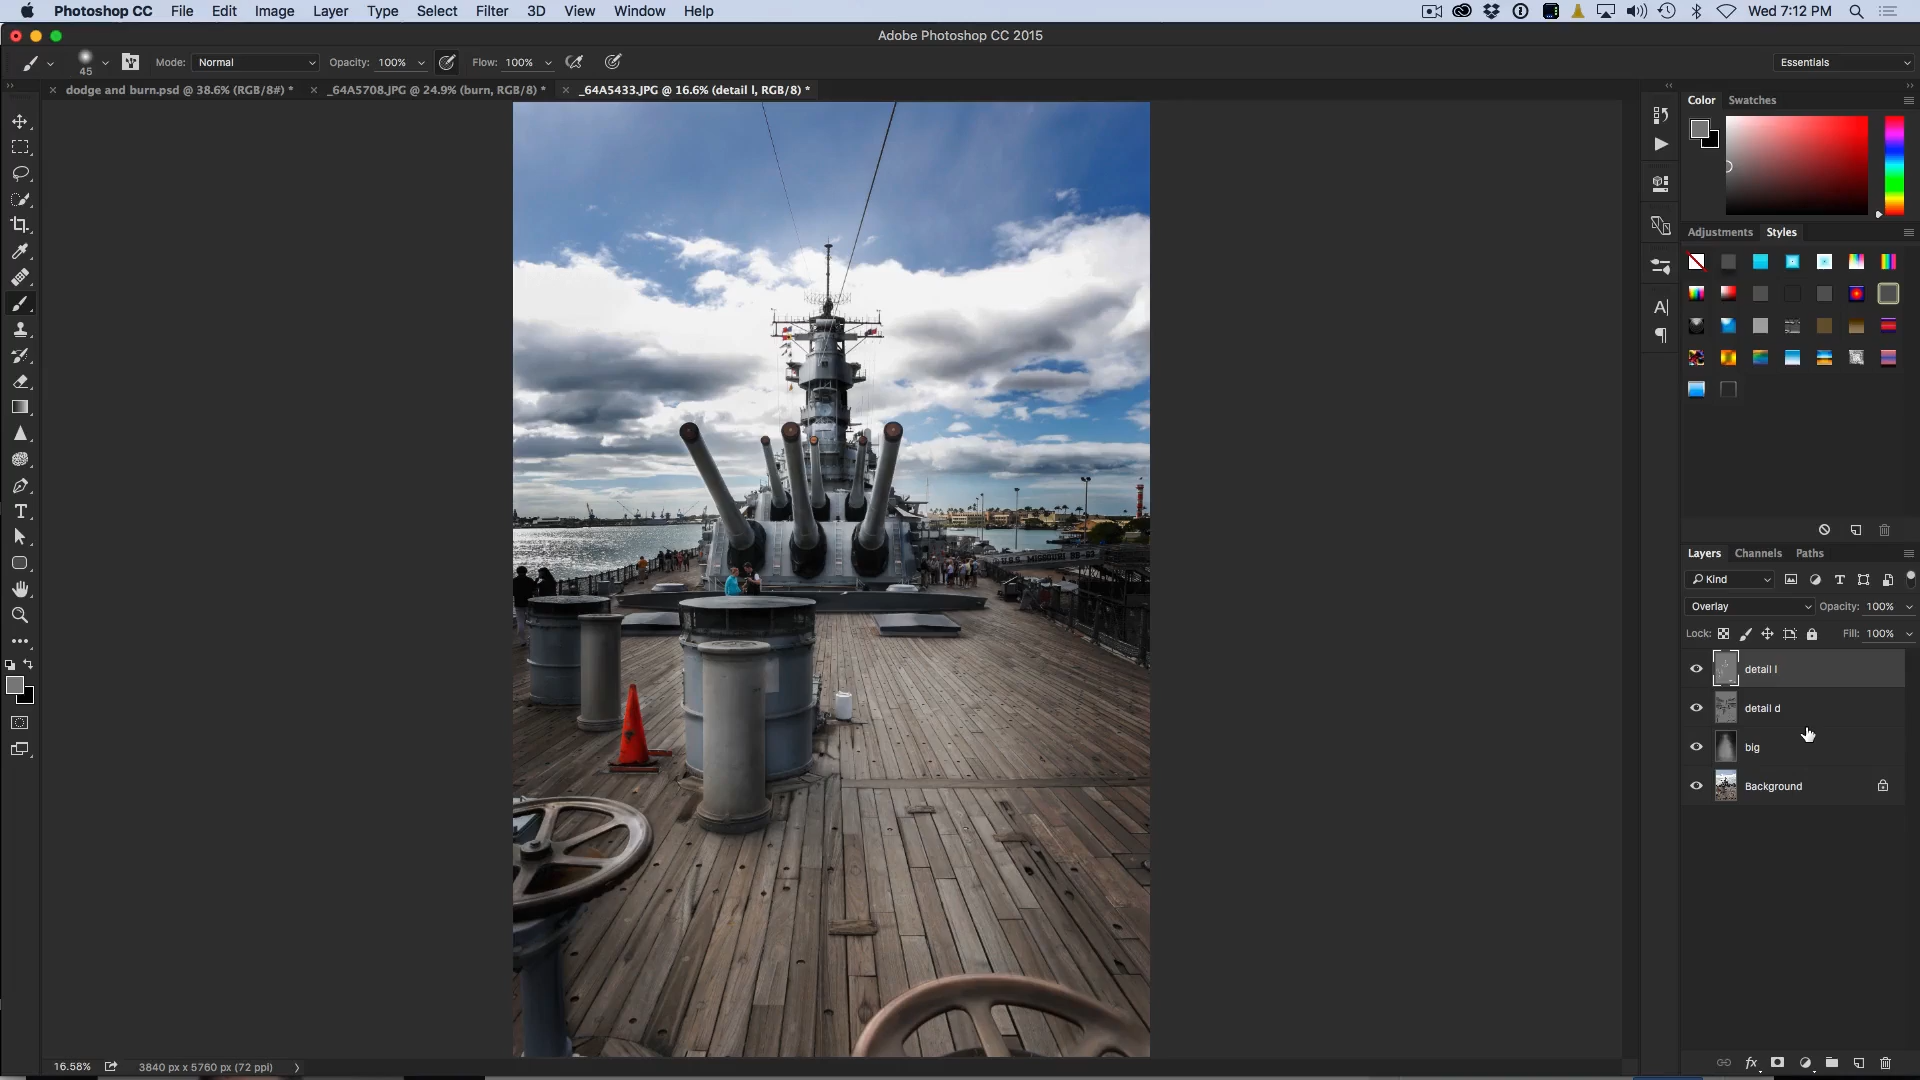 Photoshop CC File Edit Image Layer Type Select Filter 3D View Window Help Wed 7:12 PM
Adobe Photoshop CC 2015
45 Mode: Normal Opacity: 100% Flow: 100% Essentials
dodge and burn.psd @ 38.6% (RGB/8#) * _64A5708.JPG @ 24.9% (burn, RGB/8) * _64A5433.JPG @ 16.6% (detail l, RGB/8) *
Color Swatches
Adjustments Styles
Layers Channels Paths
Kind
Overlay Opacity: 100%
Lock: Fill: 100%
detail l
detail d
big
Background
16.58% 3840 px x 5760 px (72 ppi)